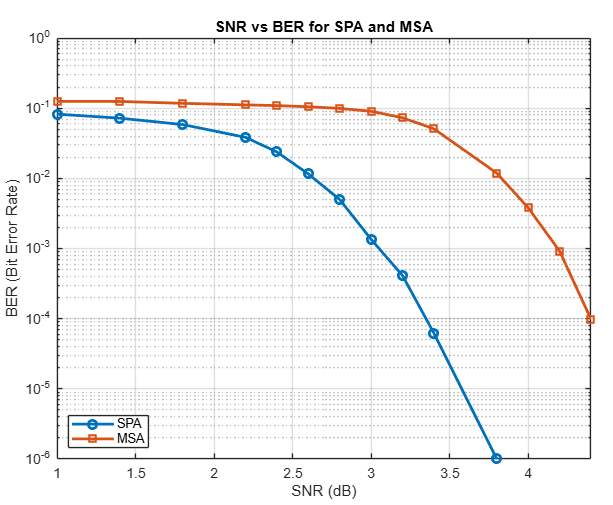 SNR vs BER for SPA and MSA
10^0
10^-1
10^-2
10^-3
10^-4
10^-5
10^-6
BER (Bit Error Rate)
SPA
MSA
1 1.5 2 2.5 3 3.5 4
SNR (dB)